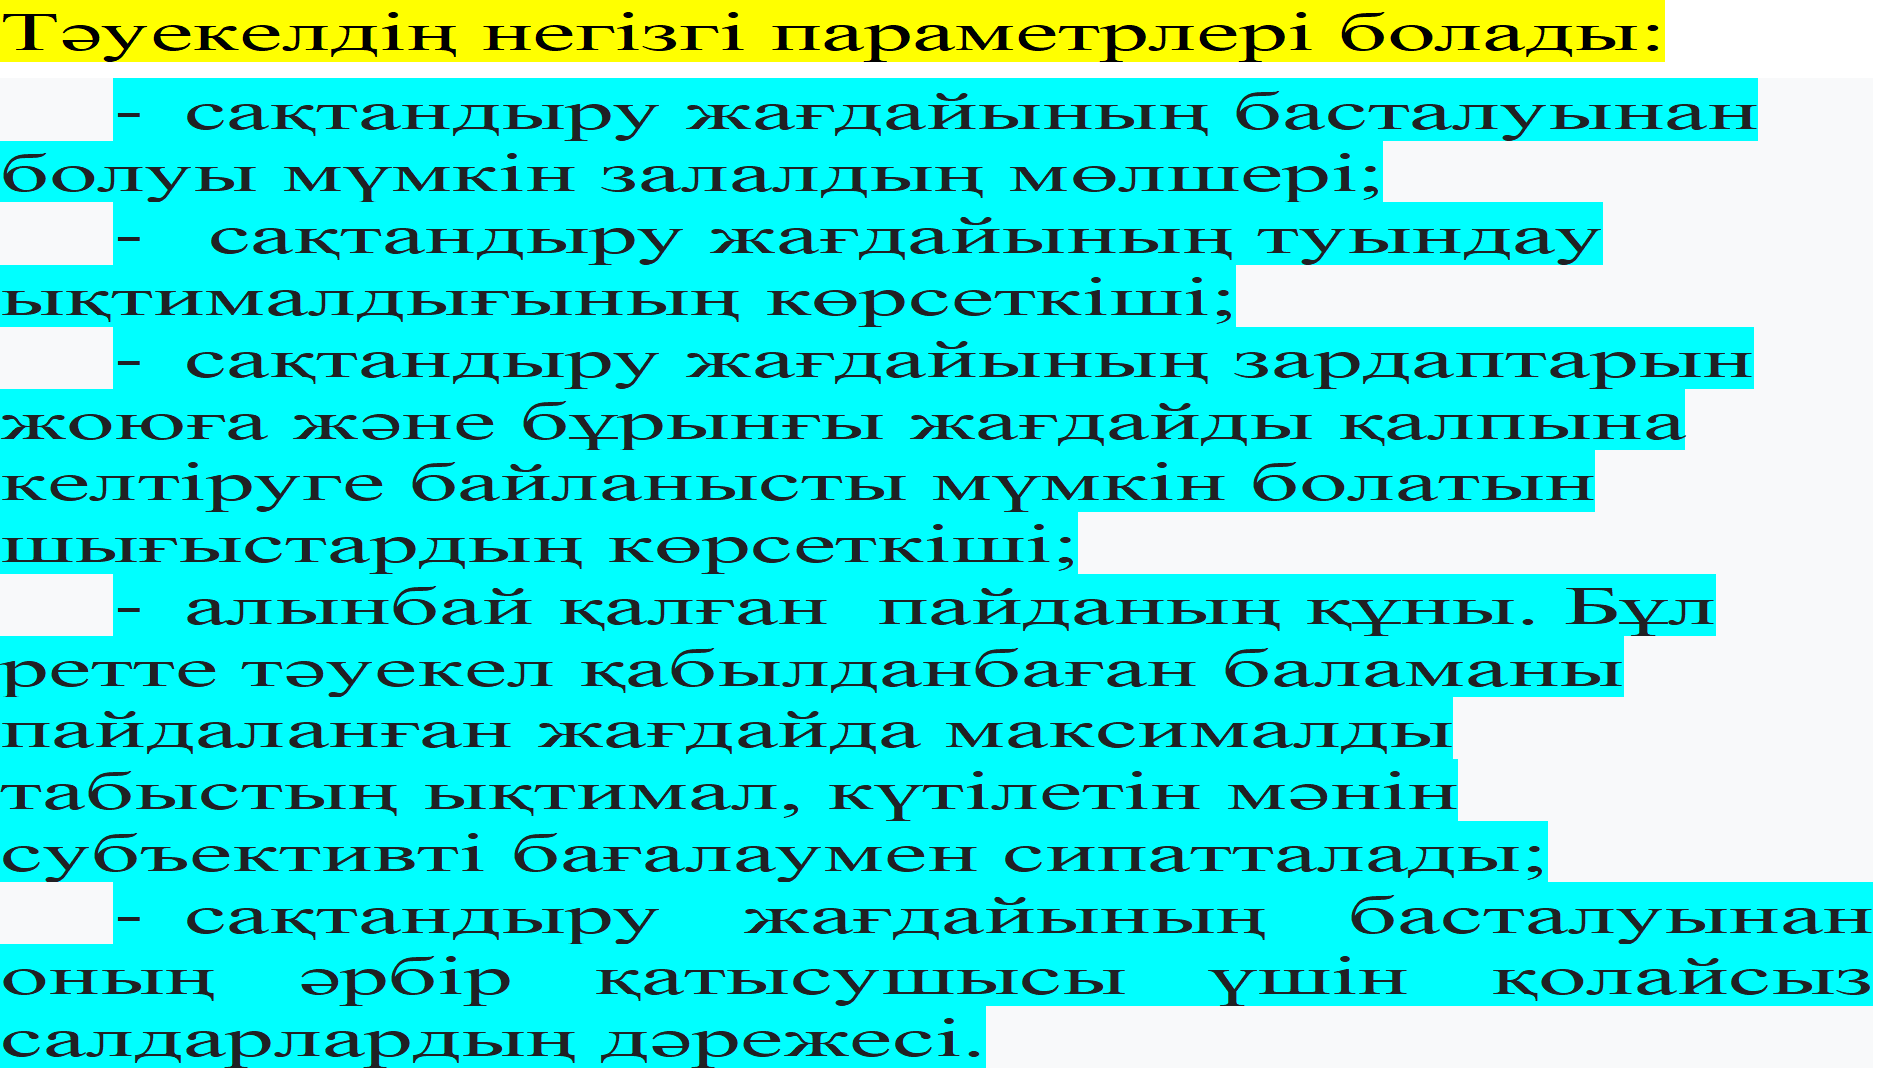 Тәуекелдің негізгі параметрлері болады:
- сақтандыру жағдайының басталуынан
болуы мүмкін залалдың мөлшері;
- сақтандыру жағдайының туындау
ықтималдығының көрсеткіші;
- сақтандыру жағдайының зардаптарын
жоюға және бұрынғы жағдайды қалпына
келтіруге байланысты мүмкін болатын
шығыстардың көрсеткіші;
- алынбай қалған пайданың құны. Бұл
ретте тәуекел қабылданбаған баламаны
пайдаланған жағдайда максималды
табыстың ықтимал, күтілетін мәнін
субъективті бағалаумен сипатталады;
- сақтандыру жағдайының басталуынан
оның әрбір қатысушысы үшін қолайсыз
салдарлардың дәрежесі.